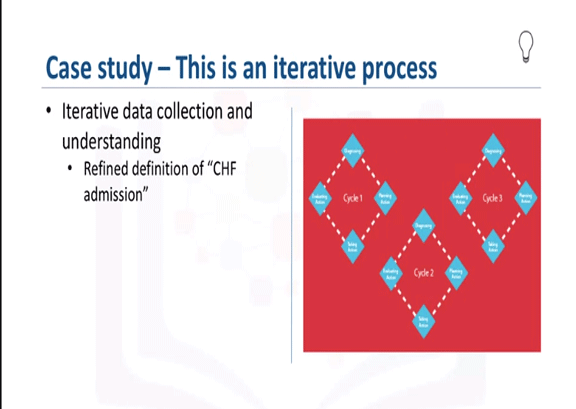 Case study – This is an iterative process
• Iterative data collection and
understanding
• Refined definition of “CHF
admission”
Diagnosing
Evaluating
Action
Cycle 1
Planning
Action
Taking
Action
Diagnosing
Evaluating
Action
Cycle 2
Planning
Action
Taking
Action
Diagnosing
Evaluating
Action
Cycle 3
Planning
Action
Taking
Action